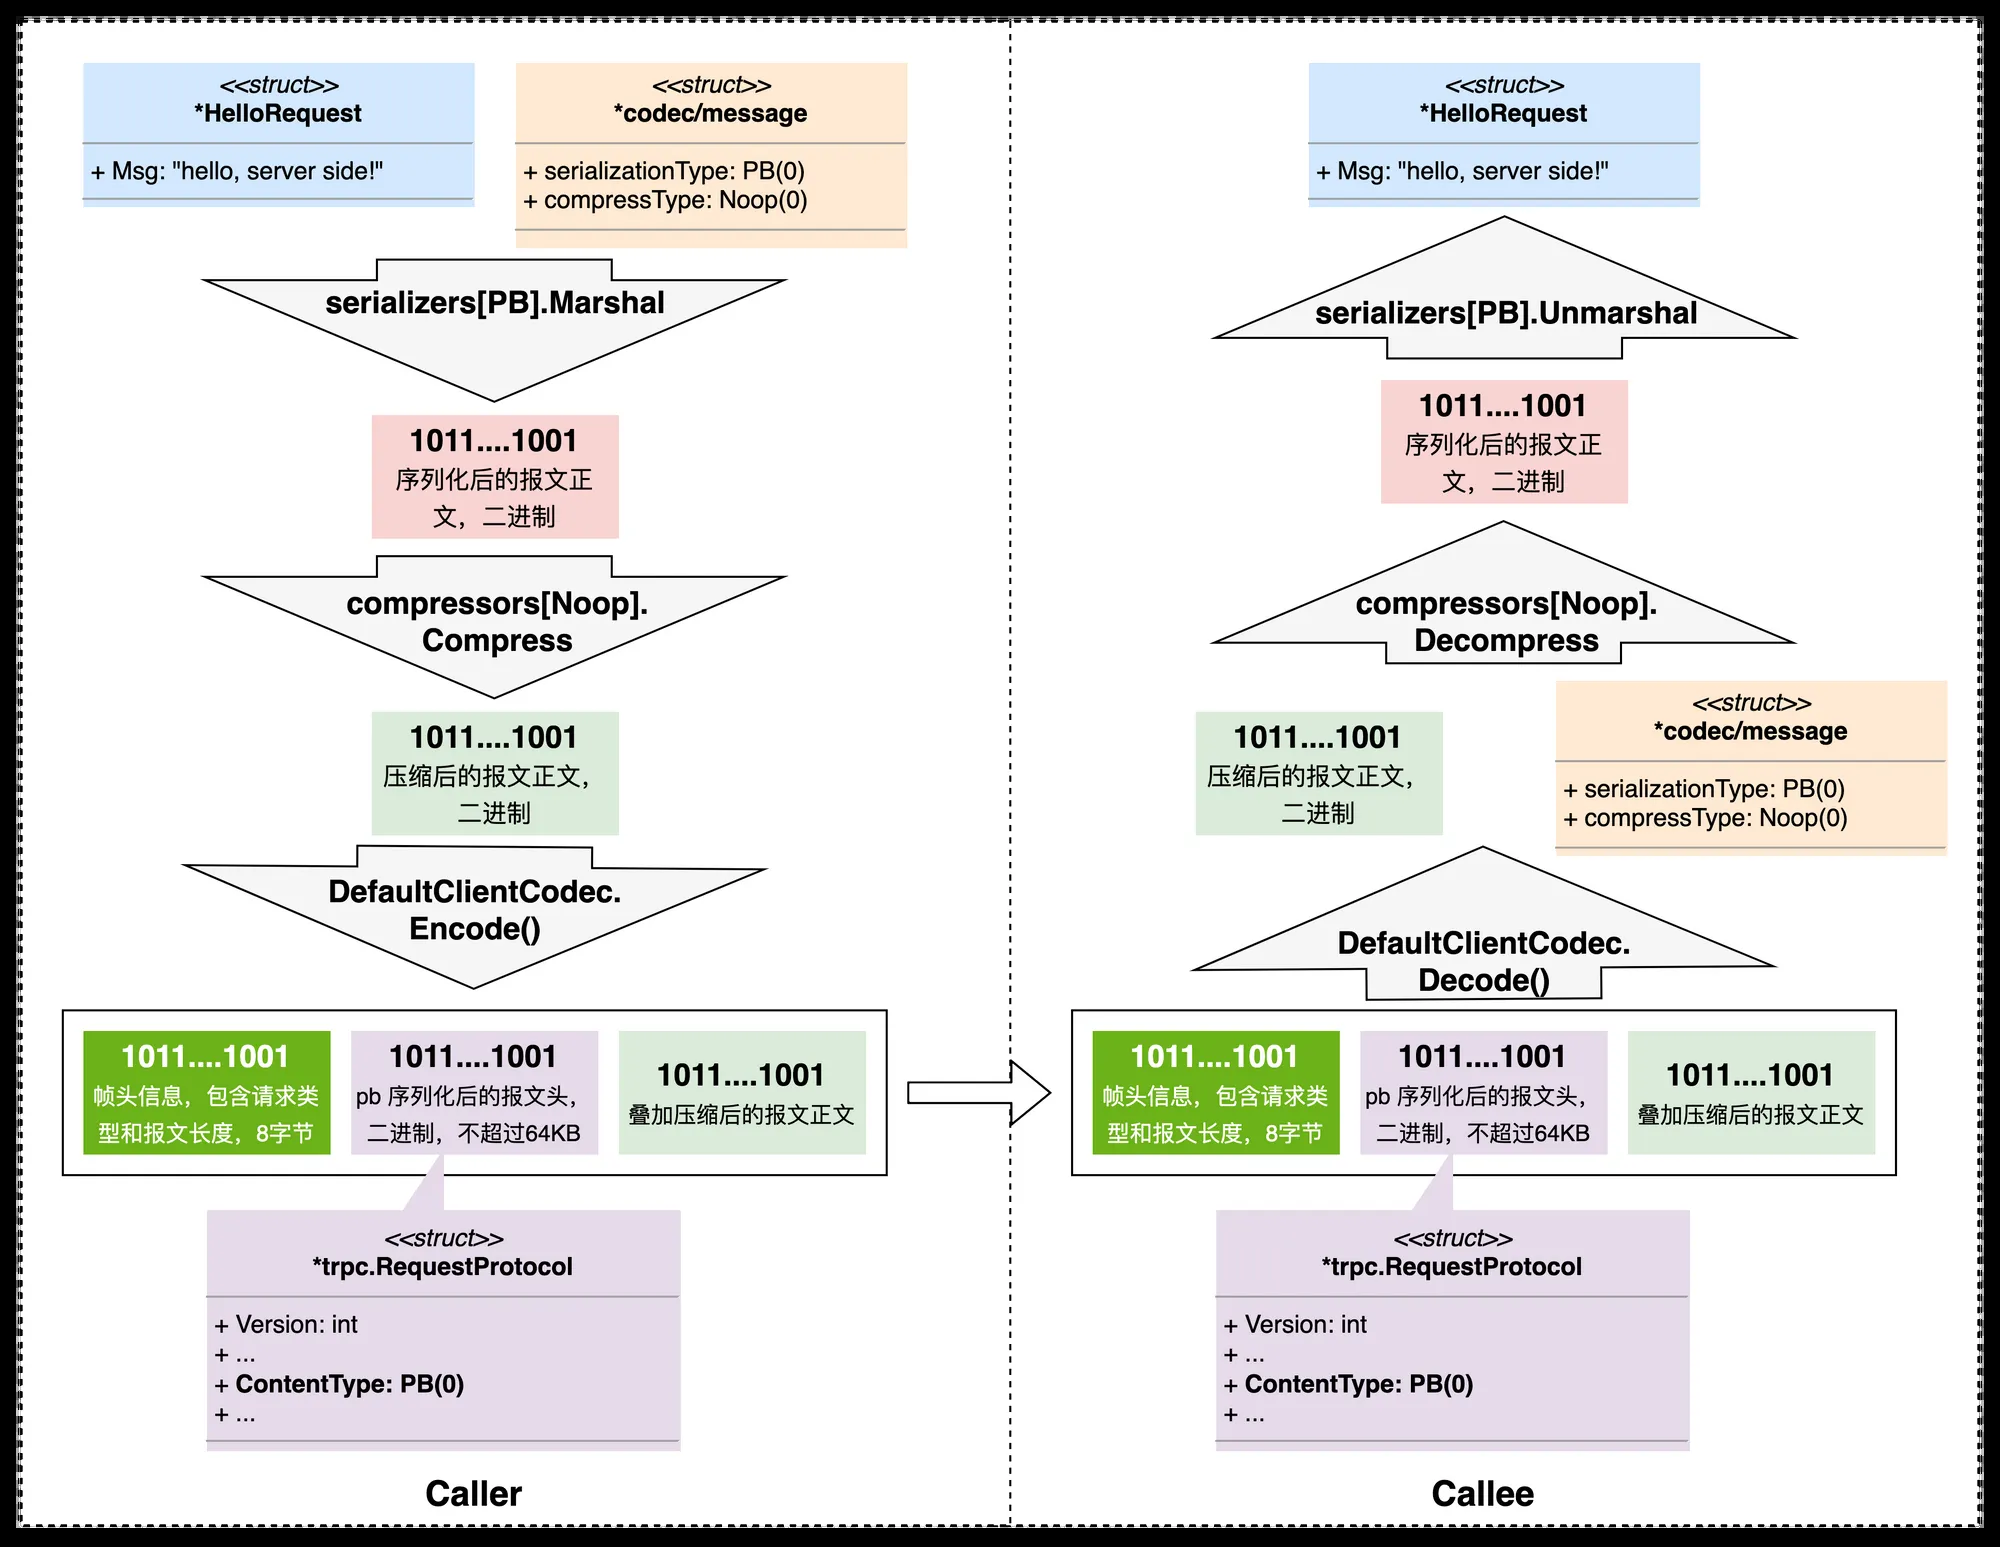 <<struct>>
*HelloRequest
+ Msg: "hello, server side!"
<<struct>>
*codec/message
+ serializationType: PB(0)
+ compressType: Noop(0)
serializers[PB].Marshal
1011....1001
序列化后的报文正
文，二进制
compressors[Noop].
Compress
1011....1001
压缩后的报文正文，
二进制
DefaultClientCodec.
Encode()
1011....1001
帧头信息，包含请求类
型和报文长度，8字节
1011....1001
pb 序列化后的报文头，
二进制，不超过64KB
1011....1001
叠加压缩后的报文正文
<<struct>>
*trpc.RequestProtocol
+ Version: int
+ ...
+ ContentType: PB(0)
+ ...
Caller
<<struct>>
*HelloRequest
+ Msg: "hello, server side!"
serializers[PB].Unmarshal
1011....1001
序列化后的报文正
文，二进制
compressors[Noop].
Decompress
1011....1001
压缩后的报文正文，
二进制
<<struct>>
*codec/message
+ serializationType: PB(0)
+ compressType: Noop(0)
DefaultClientCodec.
Decode()
1011....1001
帧头信息，包含请求类
型和报文长度，8字节
1011....1001
pb 序列化后的报文头，
二进制，不超过64KB
1011....1001
叠加压缩后的报文正文
<<struct>>
*trpc.RequestProtocol
+ Version: int
+ ...
+ ContentType: PB(0)
+ ...
Callee